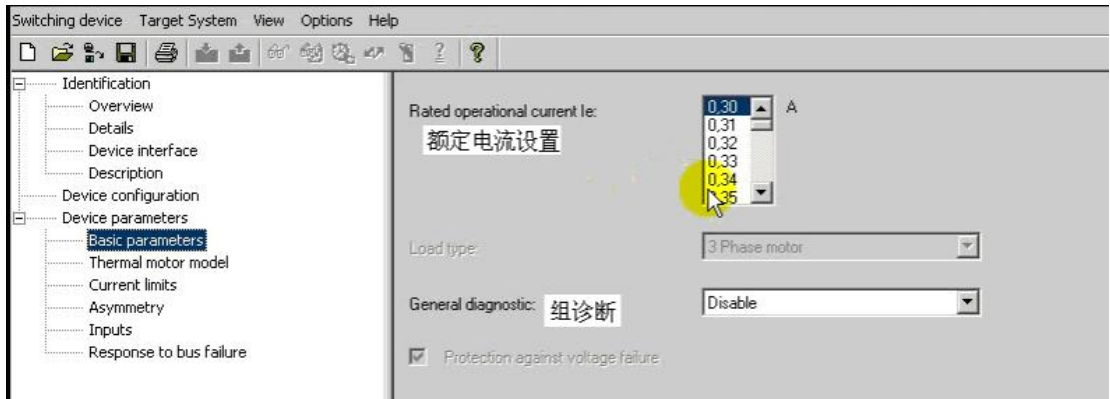 Switching device Target System View Options Help
Identification
Overview
Details
Device interface
Description
Device configuration
Device parameters
Basic parameters
Thermal motor model
Current limits
Asymmetry
Inputs
Response to bus failure
Rated operational current Ie:
额定电流设置
0,30
A
0,31
0,32
0,33
0,34
0,35
Load type:
3 Phase motor
General diagnostic:
组诊断
Disable
Protection against voltage failure